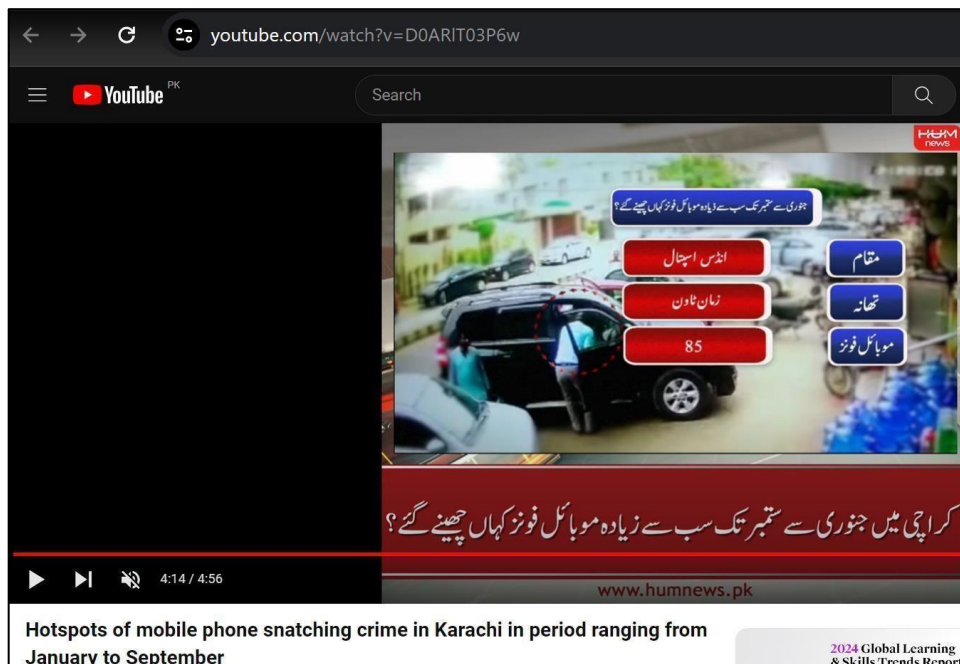 youtube.com/watch?v=D0ARlT03P6w
YouTube PK
Search
HUM
news
جنوری سے ستمبر تک سب سے زیادہ موبائل فونز کہاں چھینے گئے؟
مقام
انڈس اسپتال
تھانہ
زمان ٹاون
موبائل فونز
85
کراچی میں جنوری سے ستمبر تک سب سے زیادہ موبائل فونز کہاں چھینے گئے؟
www.humnews.pk
4:14 / 4:56
Hotspots of mobile phone snatching crime in Karachi in period ranging from
January to September
2024 Global Learning
& Skills Trends Report